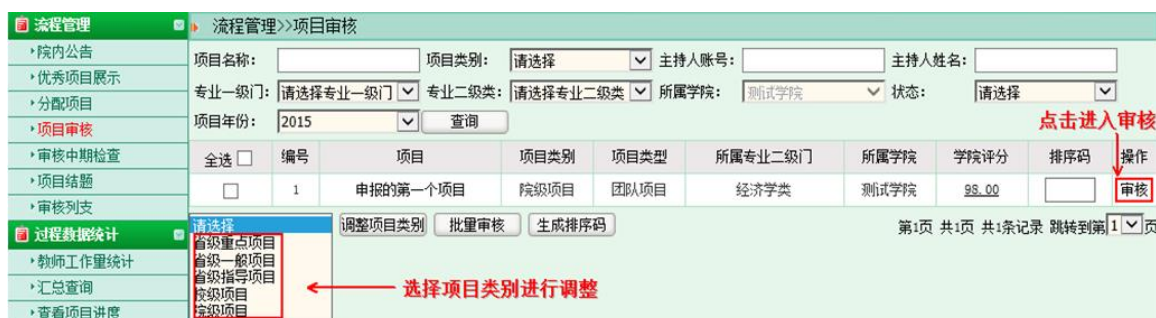 流程管理
院内公告
优秀项目展示
分配项目
项目审核
审核中期检查
项目结题
审核列支
过程数据统计
教师工作量统计
汇总查询
查看项目进度
流程管理>>项目审核
项目名称： 项目类别： 请选择 主持人账号： 主持人姓名：
专业一级门： 请选择专业一级门 专业二级类： 请选择专业二级类 所属学院： 测试学院 状态： 请选择
项目年份： 2015 查询
点击进入审核
全选 编号 项目 项目类别 项目类型 所属专业二级门 所属学院 学院评分 排序码 操作
1 申报的第一个项目 院级项目 团队项目 经济学类 测试学院 98.00 审核
请选择 调整项目类别 批量审核 生成排序码 第1页 共1页 共1条记录 跳转到第 1 页
省级重点项目
省级一般项目
省级指导项目
校级项目
院级项目
选择项目类别进行调整